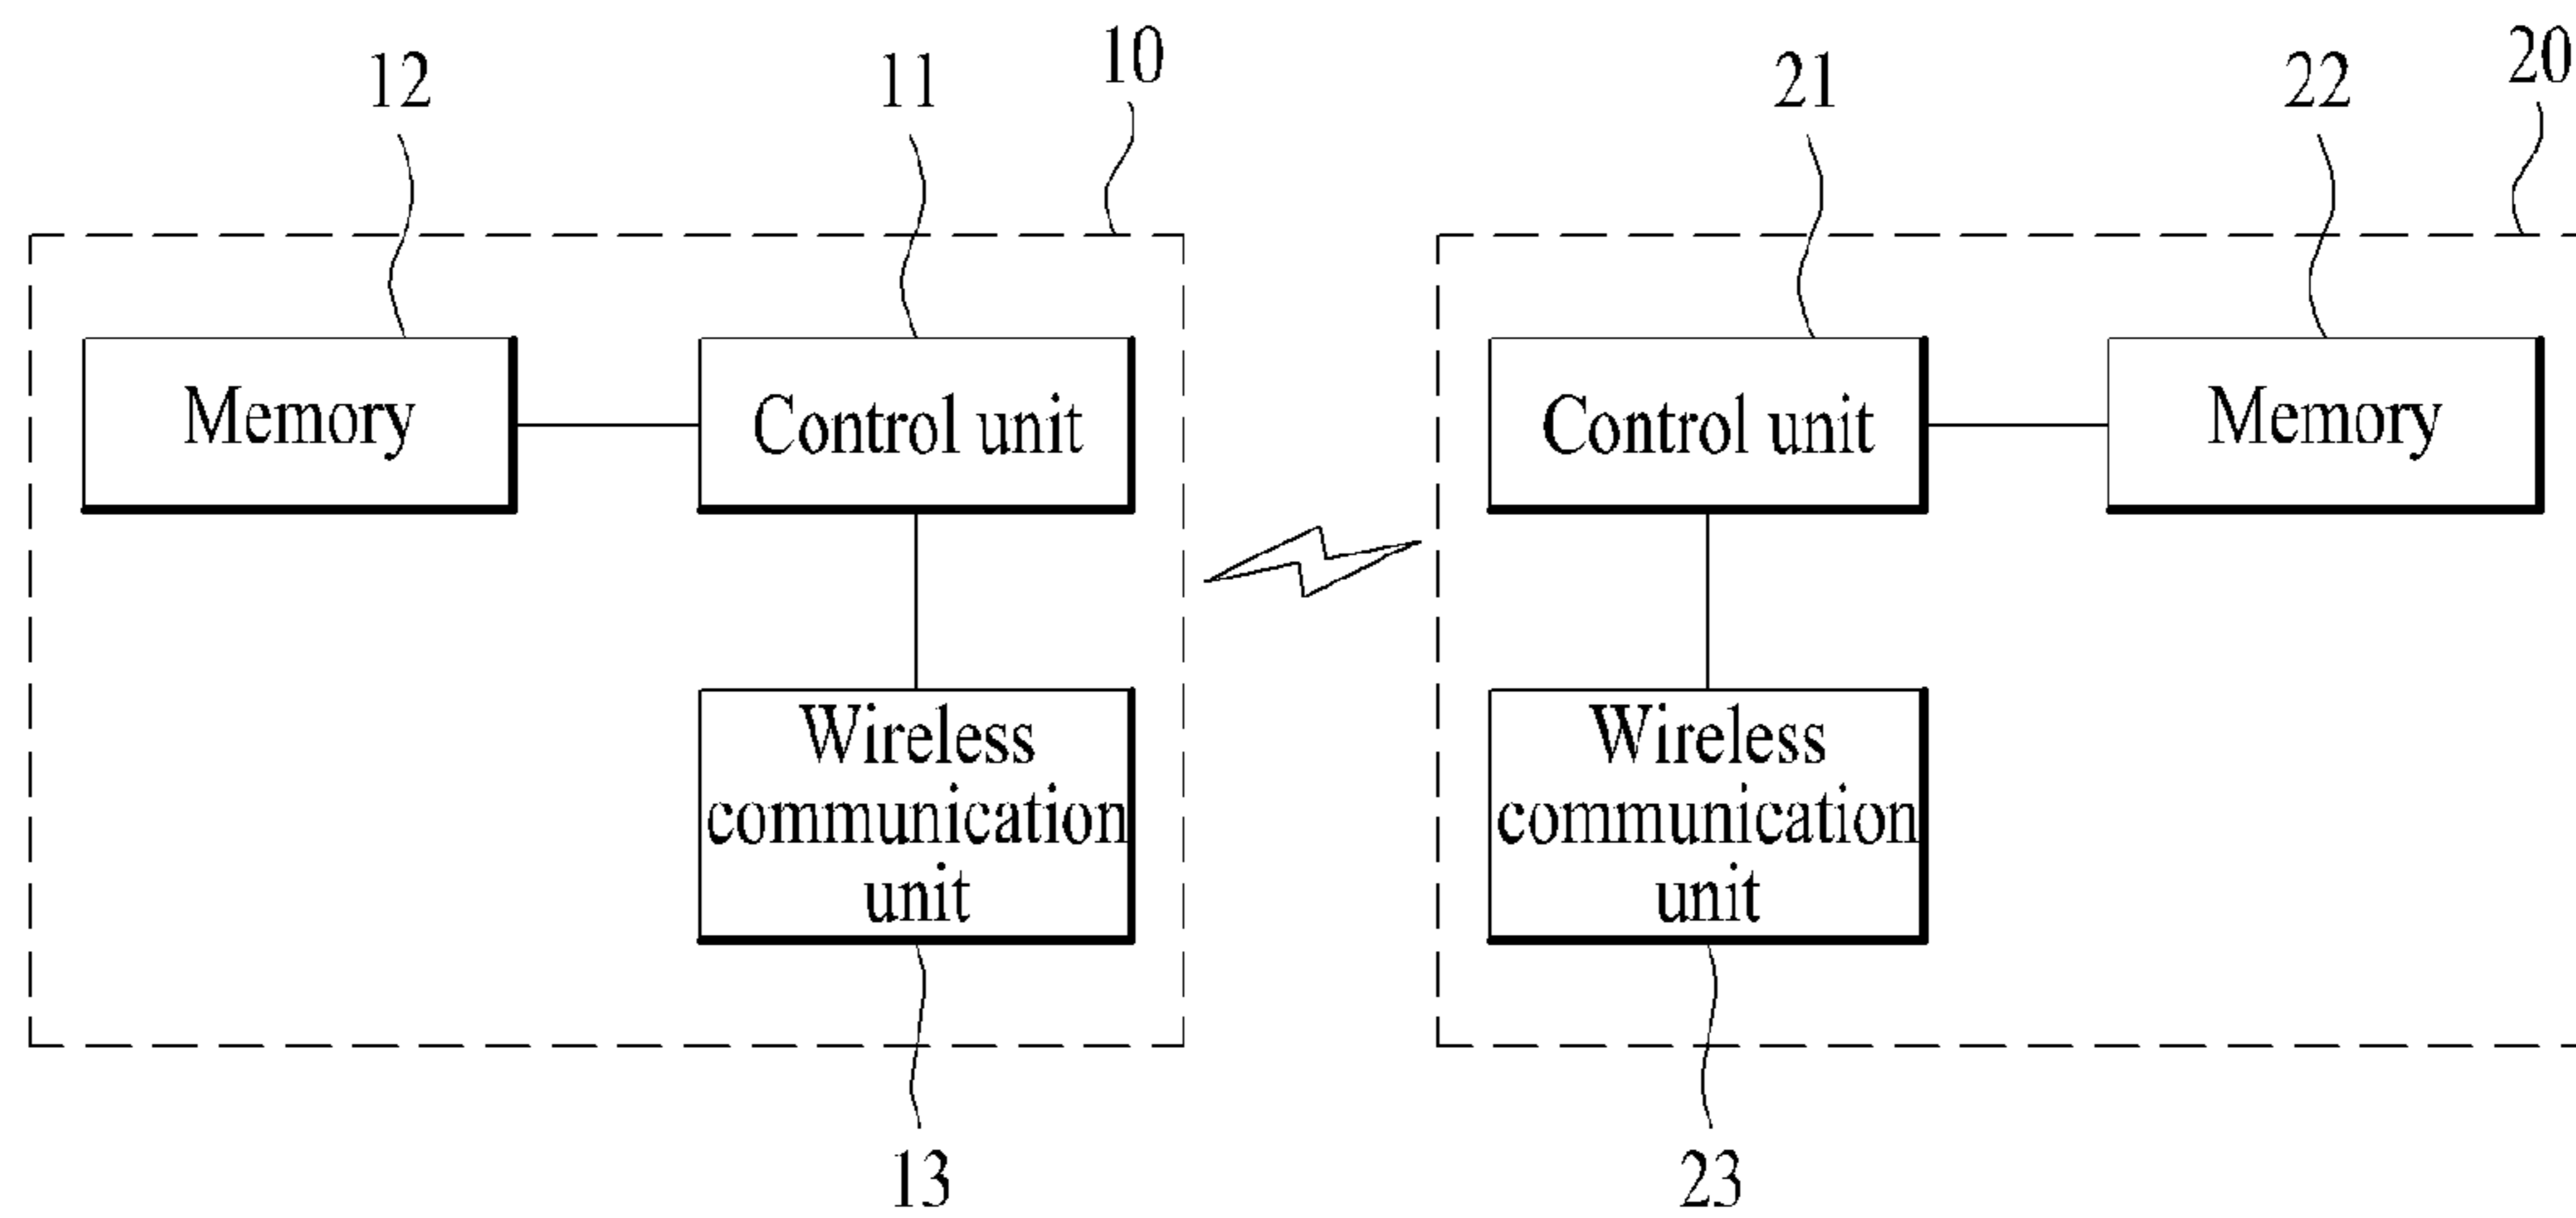 10
20
12
11
21
22
Memory
Control unit
Control unit
Memory
Wireless
communication
unit
Wireless
communication
unit
13
23